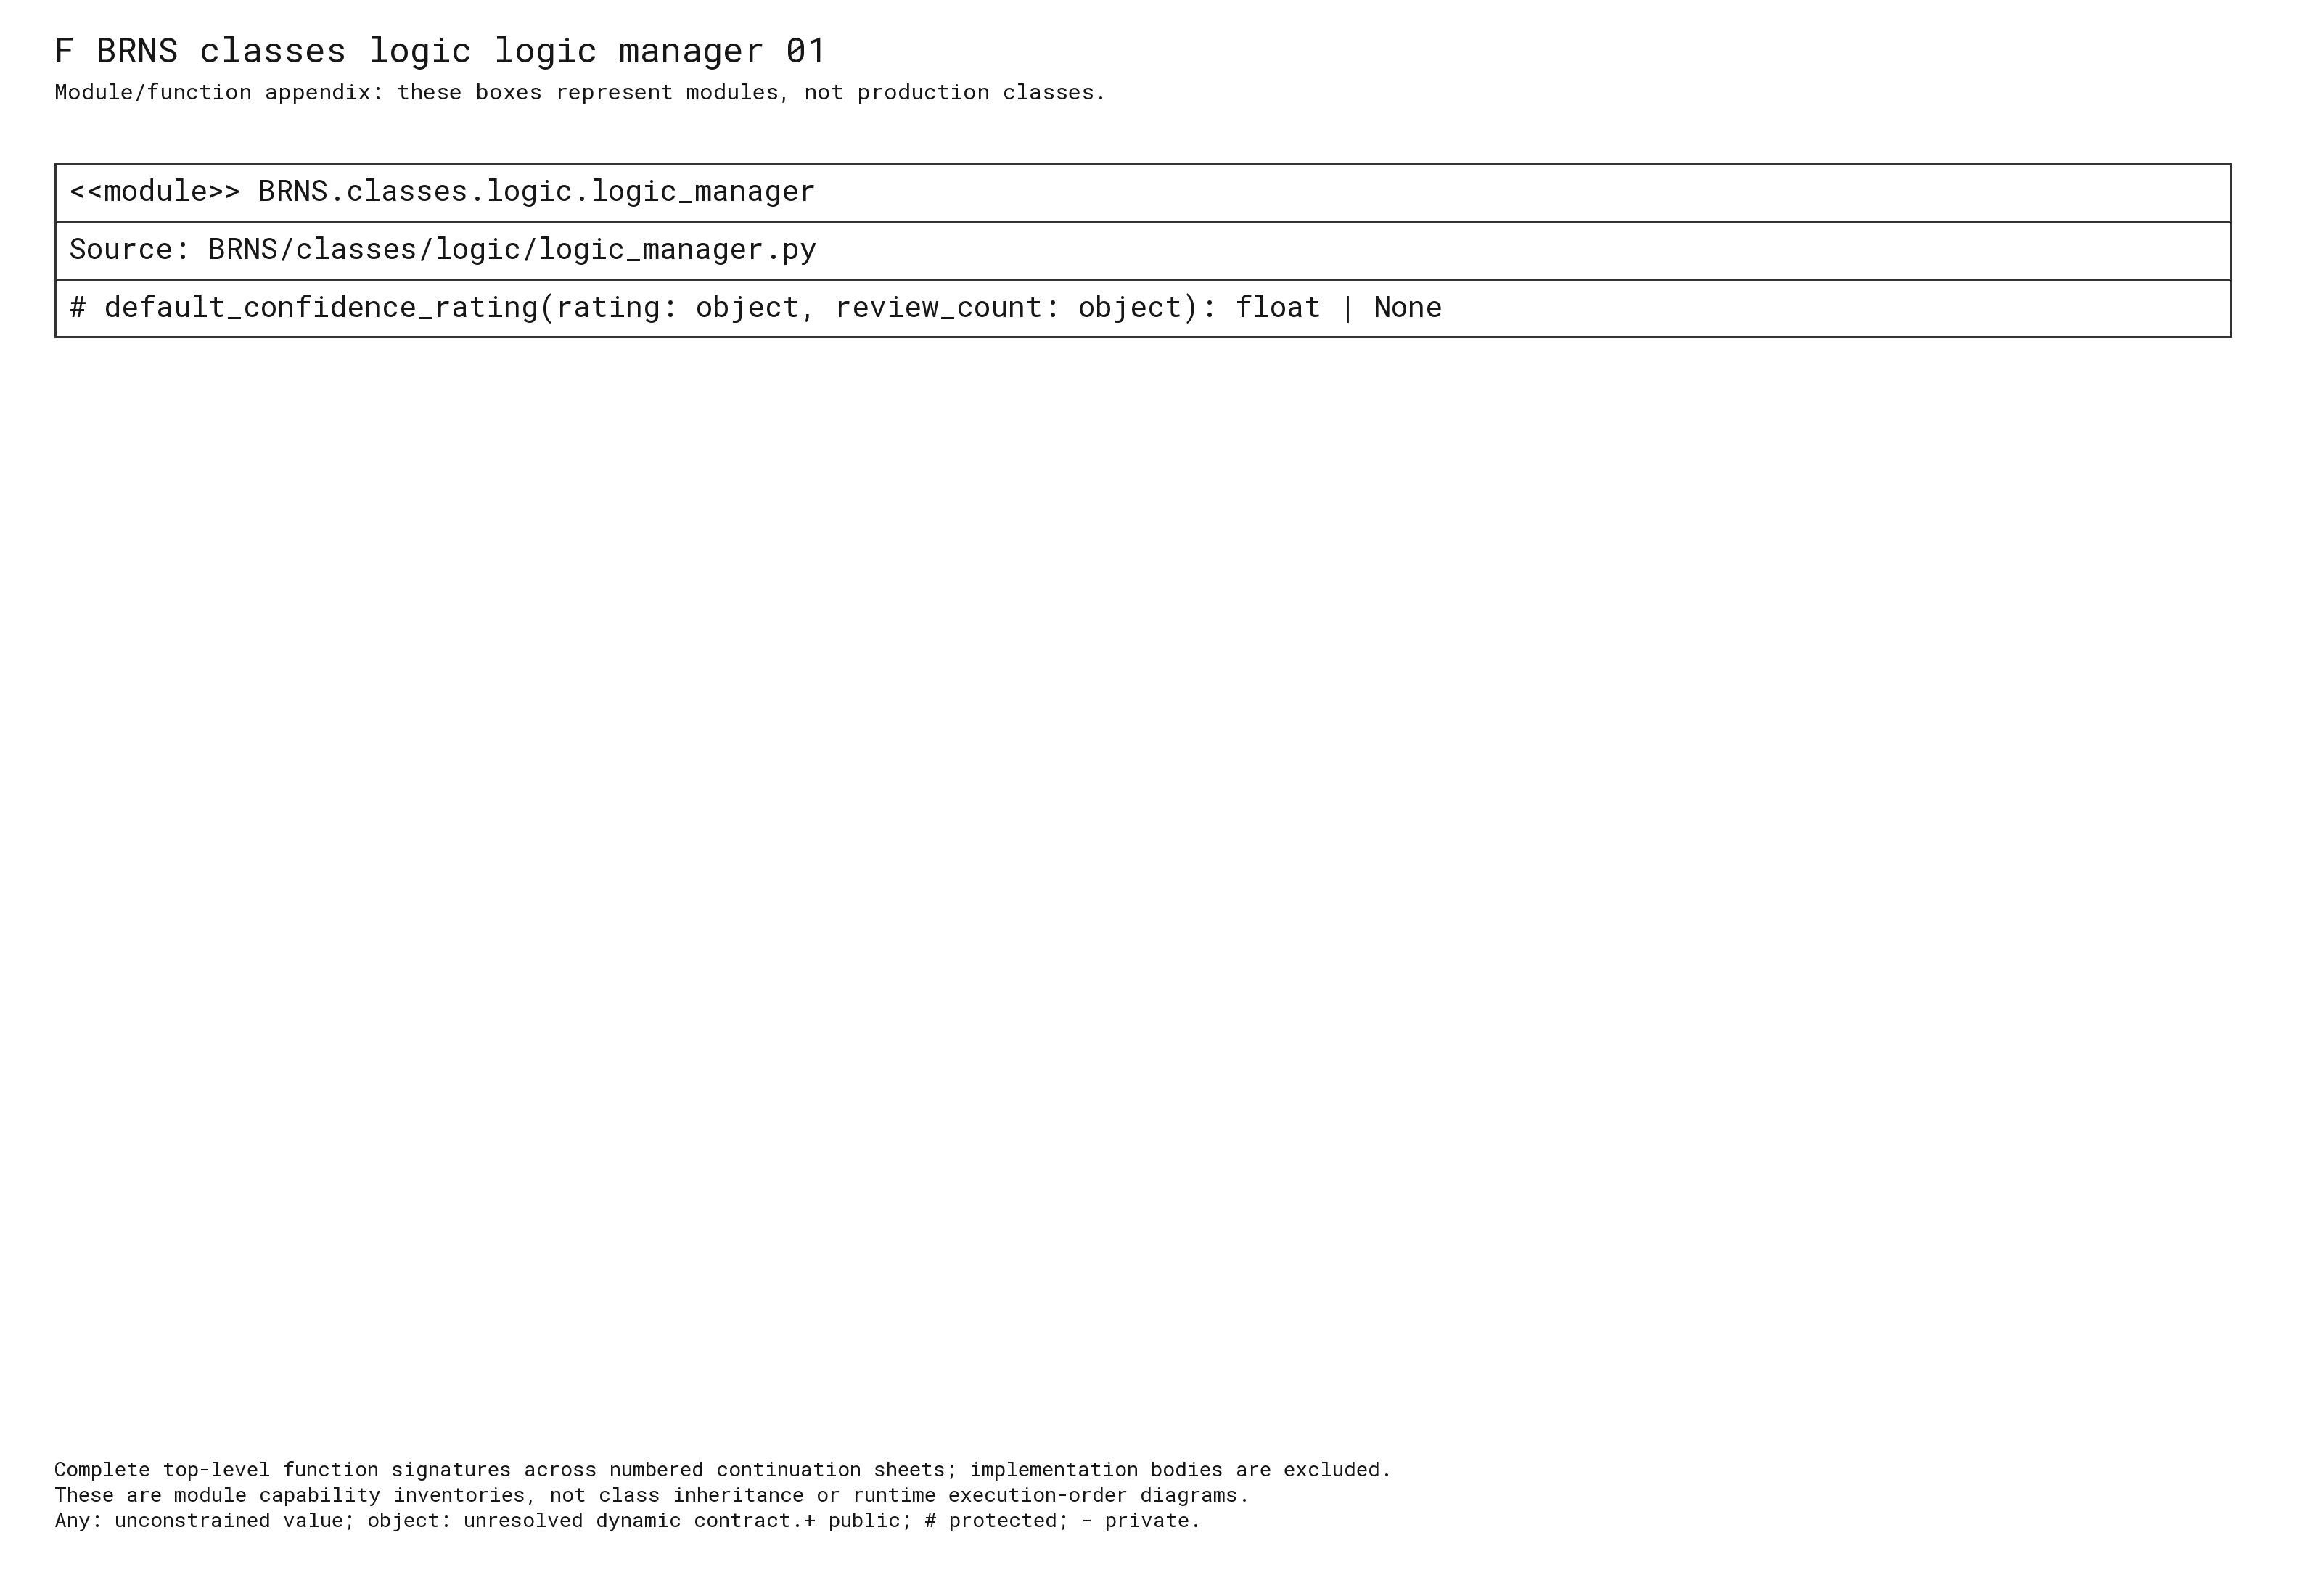 F BRNS classes logic logic manager 01
Module/function appendix: these boxes represent modules, not production classes.
<<module>> BRNS.classes.logic.logic_manager
Source: BRNS/classes/logic/logic_manager.py
# default_confidence_rating(rating: object, review_count: object): float | None
Complete top-level function signatures across numbered continuation sheets; implementation bodies are excluded.
These are module capability inventories, not class inheritance or runtime execution-order diagrams.
Any: unconstrained value; object: unresolved dynamic contract.+ public; # protected; - private.